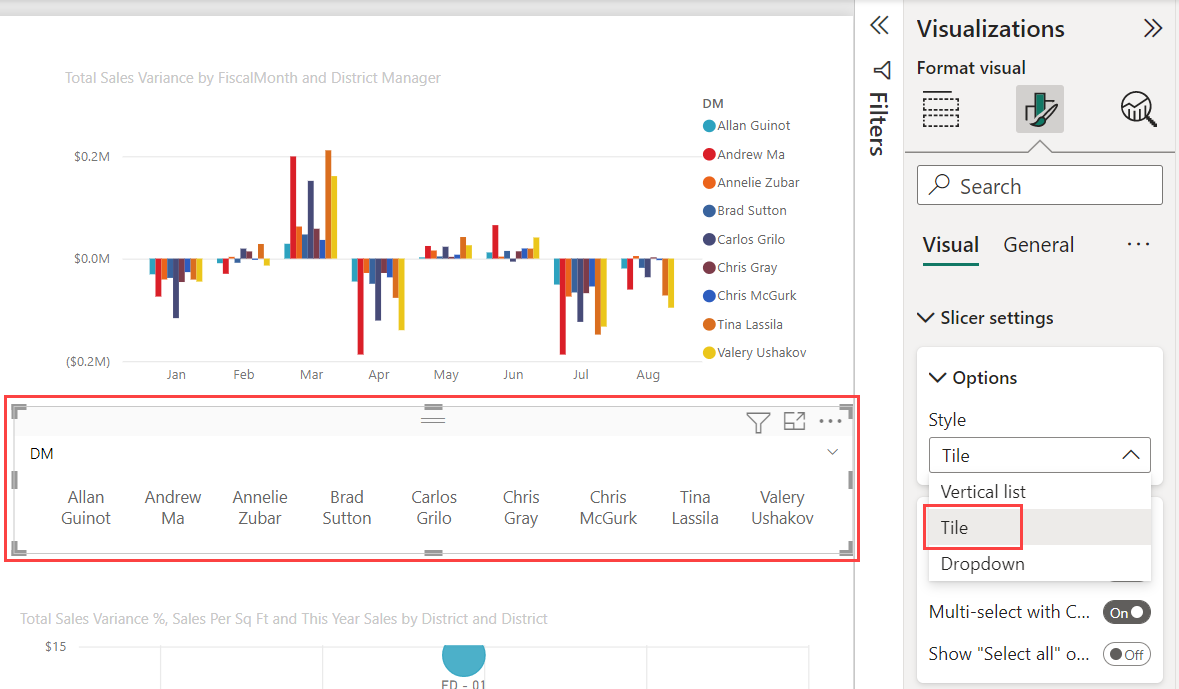 Total Sales Variance by FiscalMonth and District Manager
DM
Allan Guinot
Andrew Ma
Annelie Zubar
Brad Sutton
Carlos Grilo
Chris Gray
Chris McGurk
Tina Lassila
Valery Ushakov
$0.2M
$0.0M
($0.2M)
Jan Feb Mar Apr May Jun Jul Aug
DM
Allan Andrew Annelie Brad Carlos Chris Chris Tina Valery
Guinot Ma Zubar Sutton Grilo Gray McGurk Lassila Ushakov
Total Sales Variance %, Sales Per Sq Ft and This Year Sales by District and District
$15
FD - 01
Filters
Visualizations
Format visual
Search
Visual General
Slicer settings
Options
Style
Tile
Vertical list
Tile
Dropdown
Multi-select with C... On
Show "Select all" o... Off